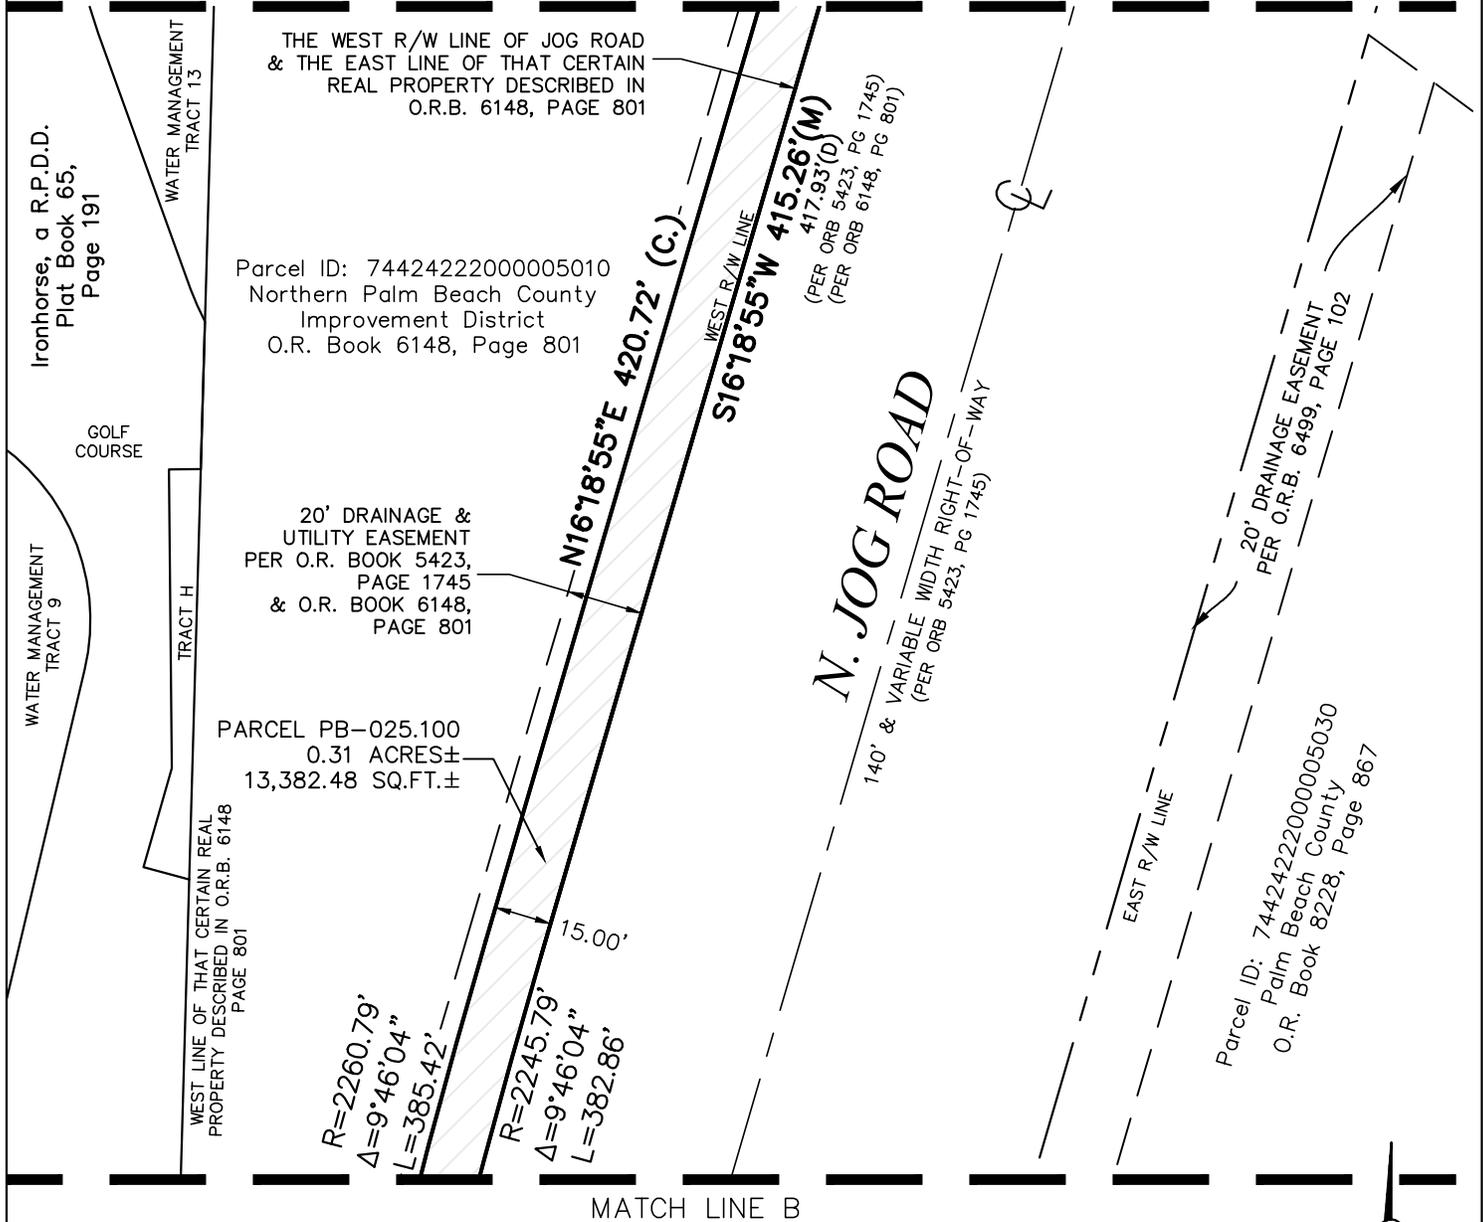 WATER MANAGEMENT
TRACT 13
Ironhorse, a R.P.D.D.
Plat Book 65,
Page 191
THE WEST R/W LINE OF JOG ROAD
& THE EAST LINE OF THAT CERTAIN
REAL PROPERTY DESCRIBED IN
O.R.B. 6148, PAGE 801
Parcel ID: 74424222000005010
Northern Palm Beach County
Improvement District
O.R. Book 6148, Page 801
N16°18'55"E 420.72' (C.)
WEST R/W LINE
S16°18'55"W 415.26'(M)
417.93'(D)
(PER ORB 5423, PG 1745)
(PER ORB 6148, PG 801)
CL
GOLF
COURSE
20' DRAINAGE &
UTILITY EASEMENT
PER O.R. BOOK 5423,
PAGE 1745
& O.R. BOOK 6148,
PAGE 801
WATER MANAGEMENT
TRACT 9
TRACT H
N. JOG ROAD
140' & VARIABLE WIDTH RIGHT-OF-WAY
(PER ORB 5423, PG 1745)
20' DRAINAGE EASEMENT
PER O.R.B. 6499, PAGE 102
PARCEL PB-025.100
0.31 ACRES±
13,382.48 SQ.FT.±
WEST LINE OF THAT CERTAIN REAL
PROPERTY DESCRIBED IN O.R.B. 6148
PAGE 801
15.00'
EAST R/W LINE
Parcel ID: 74424222000005030
Palm Beach County
O.R. Book 8228, Page 867
R=2260.79'
Δ=9°46'04"
L=385.42'
R=2245.79'
Δ=9°46'04"
L=382.86'
MATCH LINE B